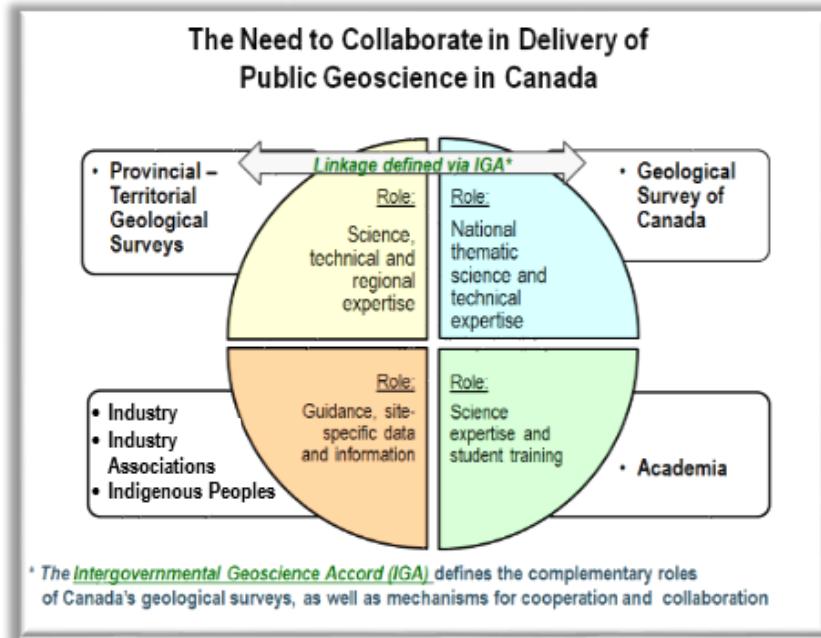 The Need to Collaborate in Delivery of
Public Geoscience in Canada
Linkage defined via IGA*
• Provincial –
Territorial
Geological
Surveys
Role:
Science,
technical and
regional
expertise
Role:
National
thematic
science and
technical
expertise
• Geological
Survey of
Canada
• Industry
• Industry
Associations
• Indigenous Peoples
Role:
Guidance, site-
specific data
and information
Role:
Science
expertise and
student training
• Academia
* The Intergovernmental Geoscience Accord (IGA) defines the complementary roles
of Canada's geological surveys, as well as mechanisms for cooperation and collaboration